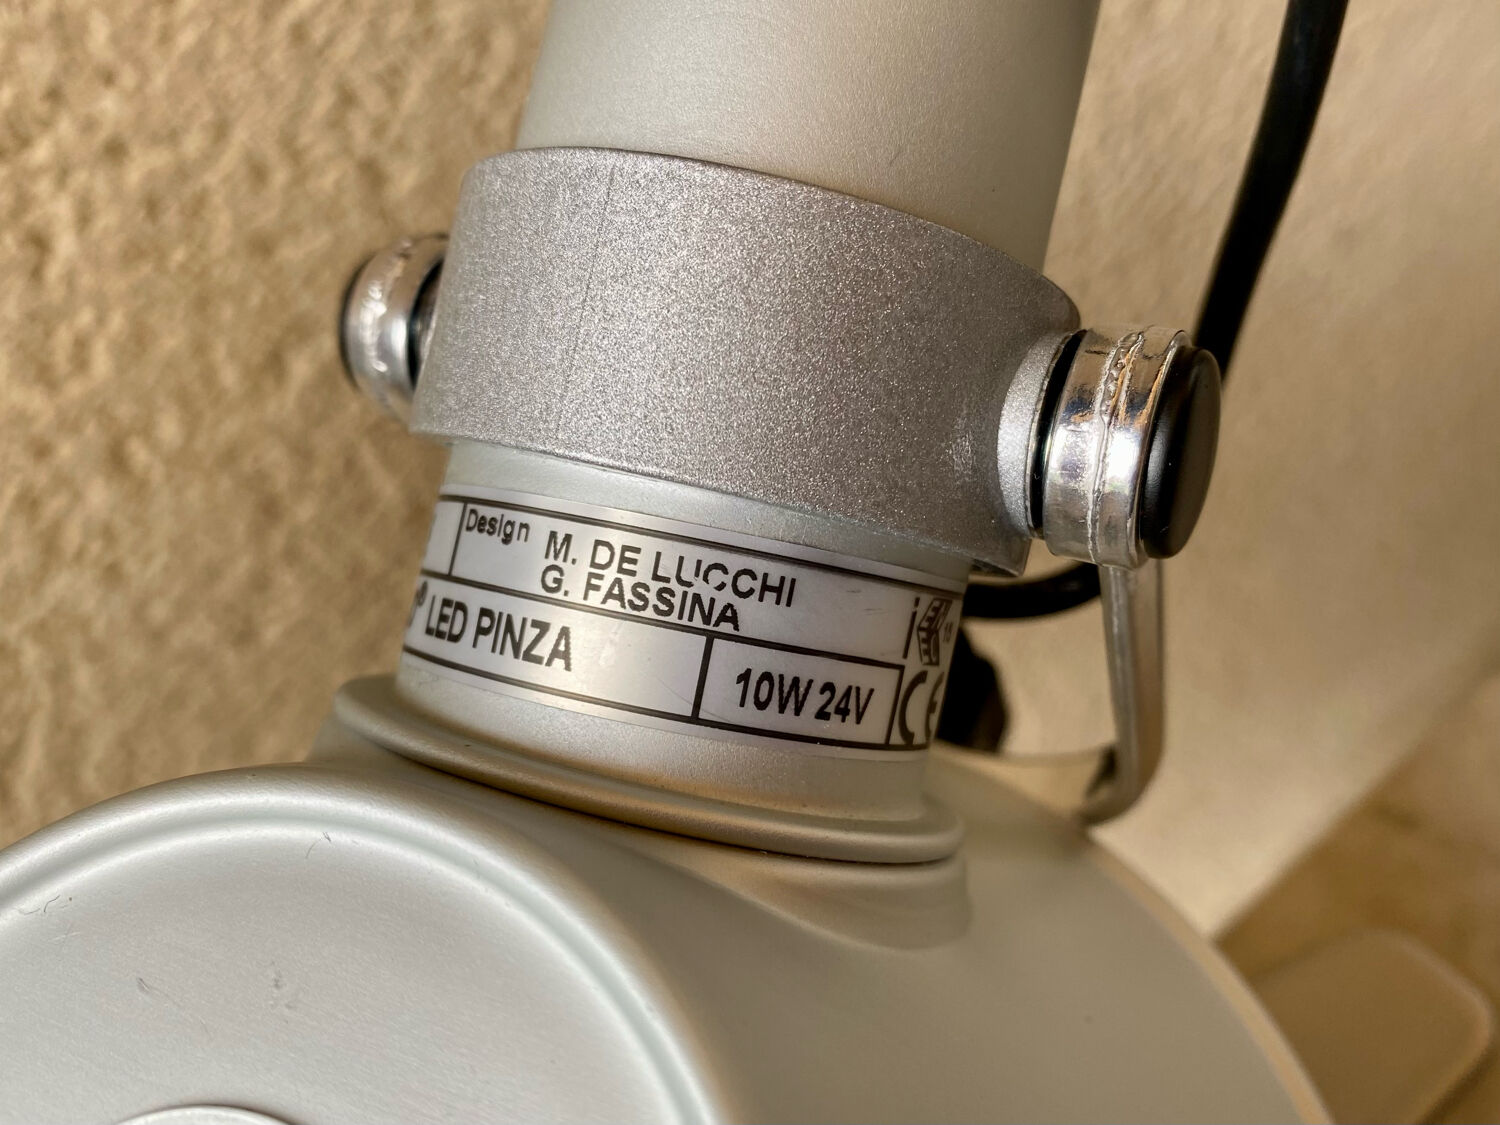 Design M. DE LUCCHI
G. FASSINA
® LED PINZA
10W 24V
CE